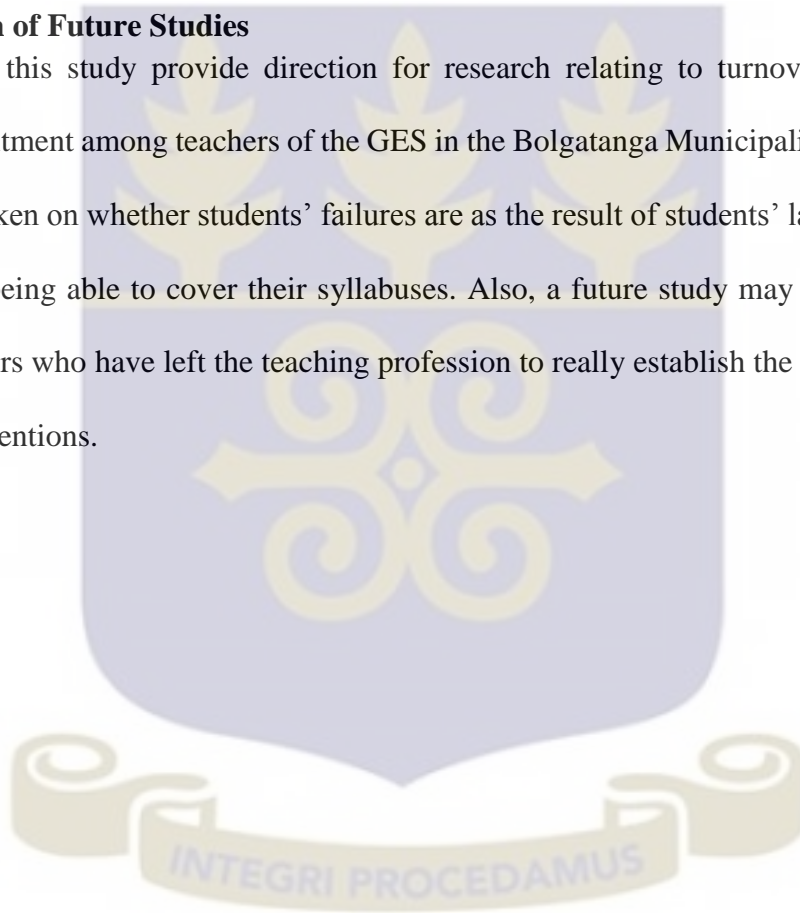 of Future Studies
this study provide direction for research relating to turnov
tment among teachers of the GES in the Bolgatanga Municipali
ken on whether students’ failures are as the result of students’ la
eing able to cover their syllabuses. Also, a future study may
rs who have left the teaching profession to really establish the
entions.
INTEGRI PROCEDAMUS